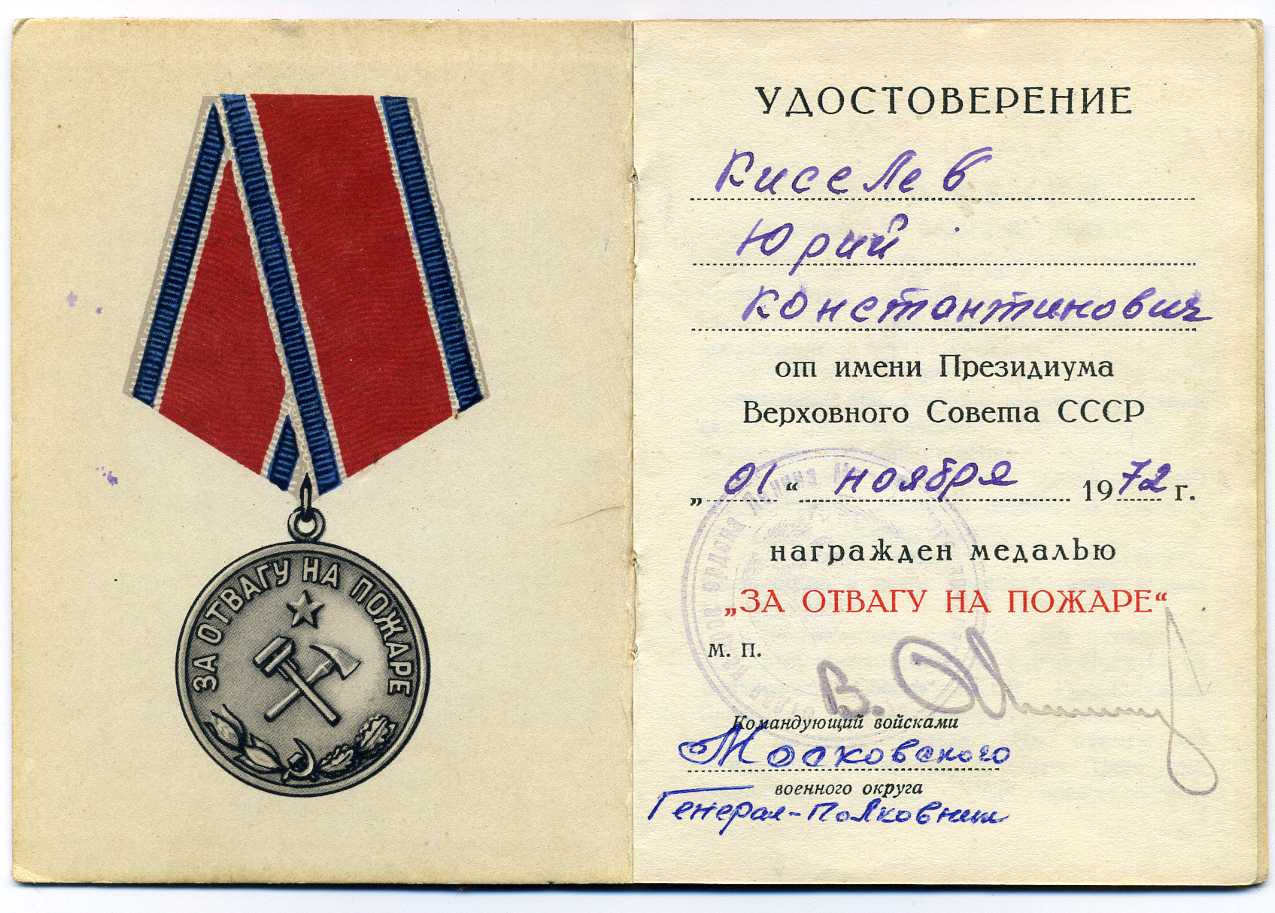 ЗА ОТВАГУ НА ПОЖАРЕ
УДОСТОВЕРЕНИЕ
Киселев
Юрий
Константинович
от имени Президиума
Верховного Совета СССР
„01“ ноября 1972 г.
награжден медалью
„ЗА ОТВАГУ НА ПОЖАРЕ“
М. П.
Командующий войсками
Московского
военного округа
Генерал-полковник